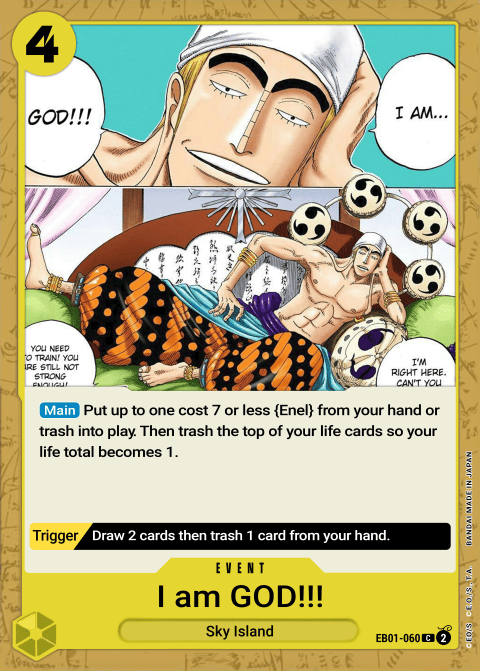 4
GOD!!!
I AM...
YOU NEED
TO TRAIN! YOU
ARE STILL NOT
STRONG
ENOUGH!
I'M
RIGHT HERE.
CAN'T YOU
Main Put up to one cost 7 or less {Enel} from your hand or
trash into play. Then trash the top of your life cards so your
life total becomes 1.
Trigger Draw 2 cards then trash 1 card from your hand.
EVENT
I am GOD!!!
Sky Island
EB01-060 C 2
BANDAI MADE IN JAPAN